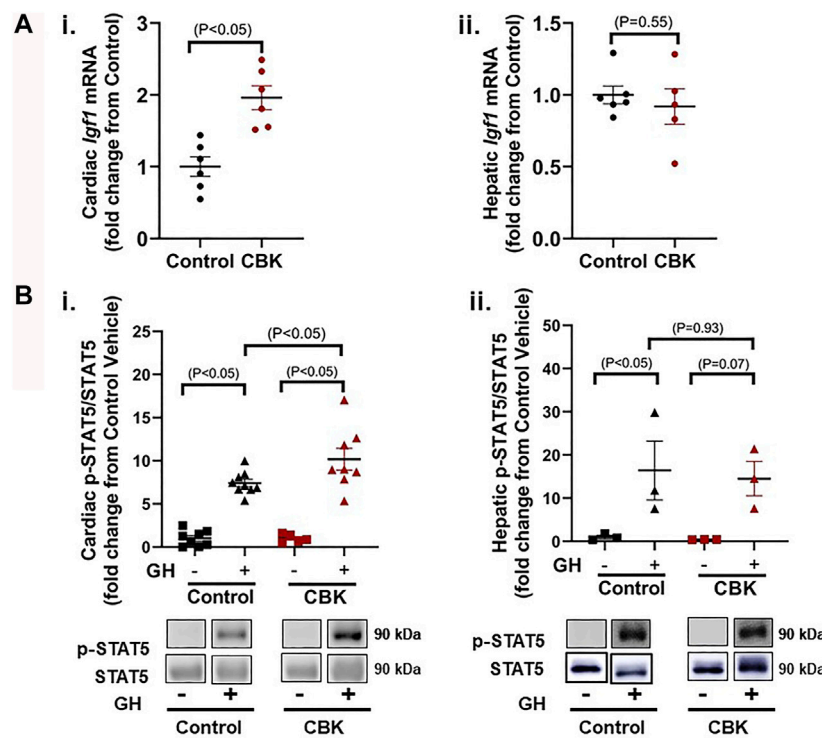 A
i.
Cardiac Igf1 mRNA
(fold change from Control)
3
2
1
0
(P<0.05)
Control CBK
ii.
Hepatic Igf1 mRNA
(fold change from Control)
1.5
1.0
0.5
0.0
(P=0.55)
Control CBK
B
i.
Cardiac p-STAT5/STAT5
(fold change from Control Vehicle)
25
20
15
10
5
0
(P<0.05)
(P<0.05)
(P<0.05)
GH - + - +
Control CBK
p-STAT5 90 kDa
STAT5 90 kDa
GH - + - +
Control CBK
ii.
Hepatic p-STAT5/STAT5
(fold change from Control Vehicle)
50
40
30
20
10
0
(P=0.93)
(P<0.05) (P=0.07)
GH - + - +
Control CBK
p-STAT5 90 kDa
STAT5 90 kDa
GH - + - +
Control CBK